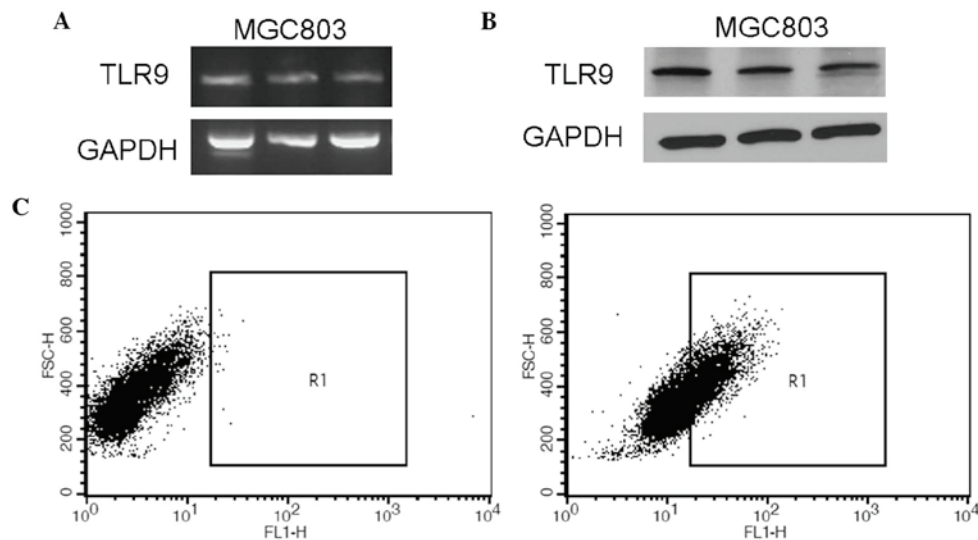 A
MGC803
TLR9
GAPDH
B
MGC803
TLR9
GAPDH
C
1000
800
600
400
200
0
FSC-H
R1
10^0 10^1 10^2 10^3 10^4
FL1-H
1000
800
600
400
200
0
FSC-H
R1
10^0 10^1 10^2 10^3 10^4
FL1-H